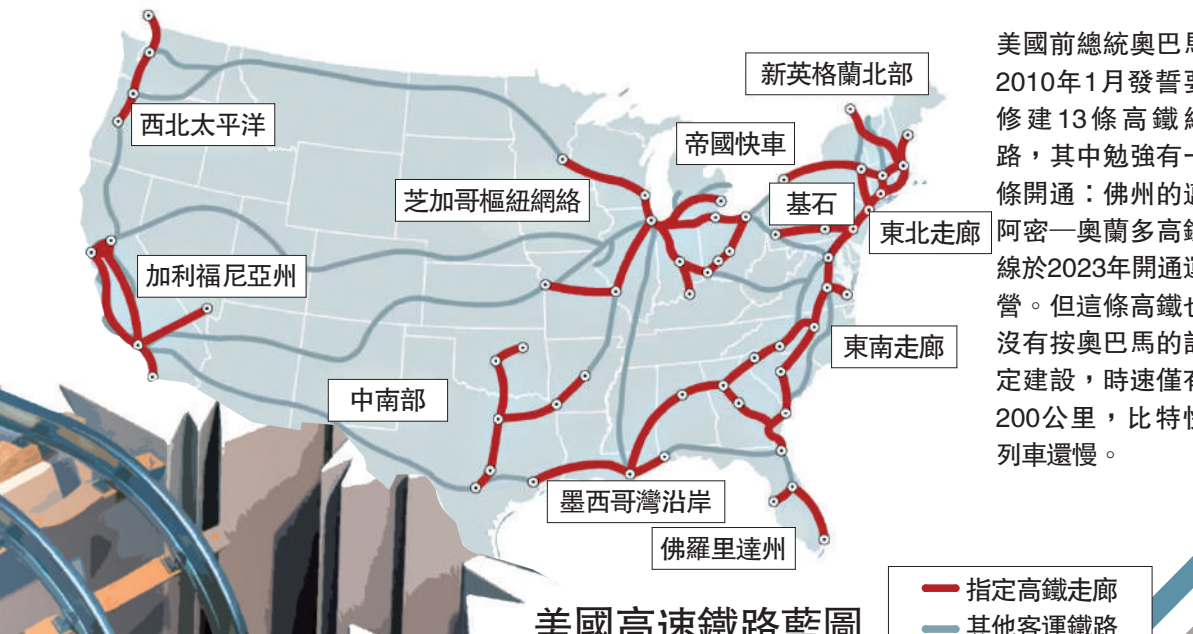 新英格蘭北部
西北太平洋
帝國快車
芝加哥樞紐網絡
基石
東北走廊
加利福尼亞州
東南走廊
中南部
墨西哥灣沿岸
佛羅里達州
美國高速鐵路藍圖
指定高鐵走廊
其他客運鐵路
美國前總統奧巴馬
2010年1月發誓要
修建13條高鐵
路，其中勉強有一
條開通：佛州的
阿密—奧蘭多高鐵
線於2023年開通運
營。但這條高鐵也
沒有按奧巴馬的
定建設，時速僅有
200公里，比特快
列車還慢。